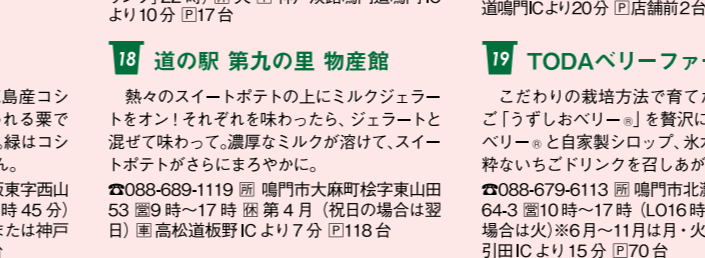 より10分 🄿17台
島産コシ
れる粟で
緑はコシ
ん。
板東字西山
時45分)
または神戸
18 道の駅 第九の里 物産館
熱々のスイートポテトの上にミルクジェラー
トをオン!それぞれを味わったら、ジェラートと
混ぜて味わって。濃厚なミルクが溶けて、スイー
トポテトがさらにまろやかに。
☎088-689-1119 所 鳴門市大麻町桧字東山田
53 営9時〜17時 休 第4月(祝日の場合は翌
日) 車 高松道板野ICより7分 🄿118台
道鳴門ICより20分 🄿店舗前2台
19 TODAベリーファ
こだわりの栽培方法で育て
ご「うずしおベリー®」を贅沢に
ベリー®と自家製シロップ、氷
粋ないちごドリンクを召しあが
☎088-679-6113 所 鳴門市北灘
64-3 営10時〜17時(LO16時
場合は火)※6月〜11月は月・火
引田ICより15分 🄿70台